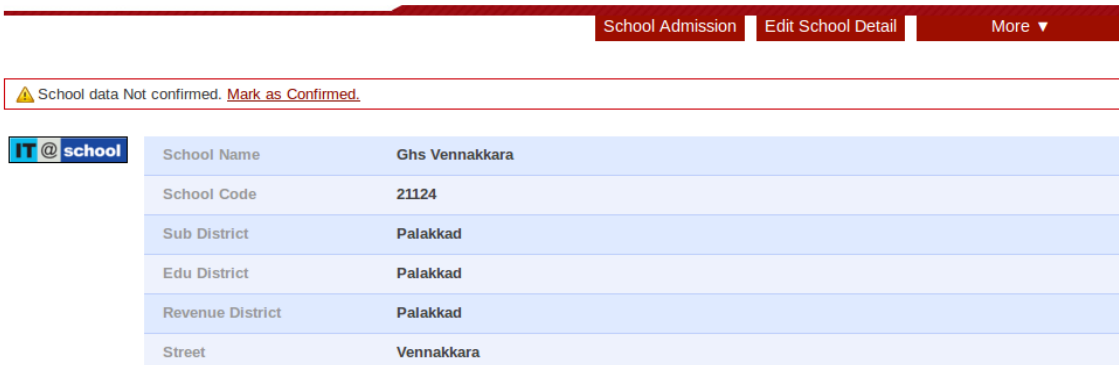 School Admission Edit School Detail More ▼
School data Not confirmed. Mark as Confirmed.
IT @ school
School Name Ghs Vennakkara
School Code 21124
Sub District Palakkad
Edu District Palakkad
Revenue District Palakkad
Street Vennakkara